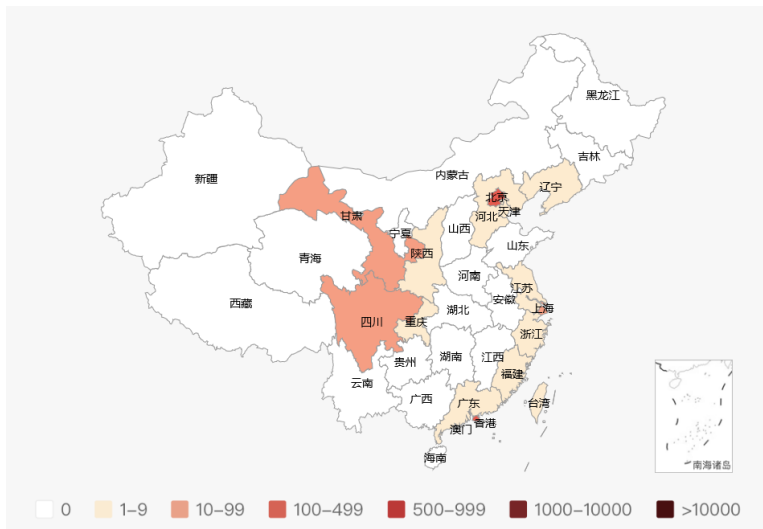 黑龙江
吉林
新疆
内蒙古
辽宁
北京
天津
甘肃
河北
宁夏
山西
山东
青海
陕西
河南
西藏
江苏
安徽
上海
四川
重庆
湖北
浙江
贵州
湖南
江西
云南
福建
广西
广东
台湾
澳门
香港
海南
南海诸岛
0
1-9
10-99
100-499
500-999
1000-10000
>10000